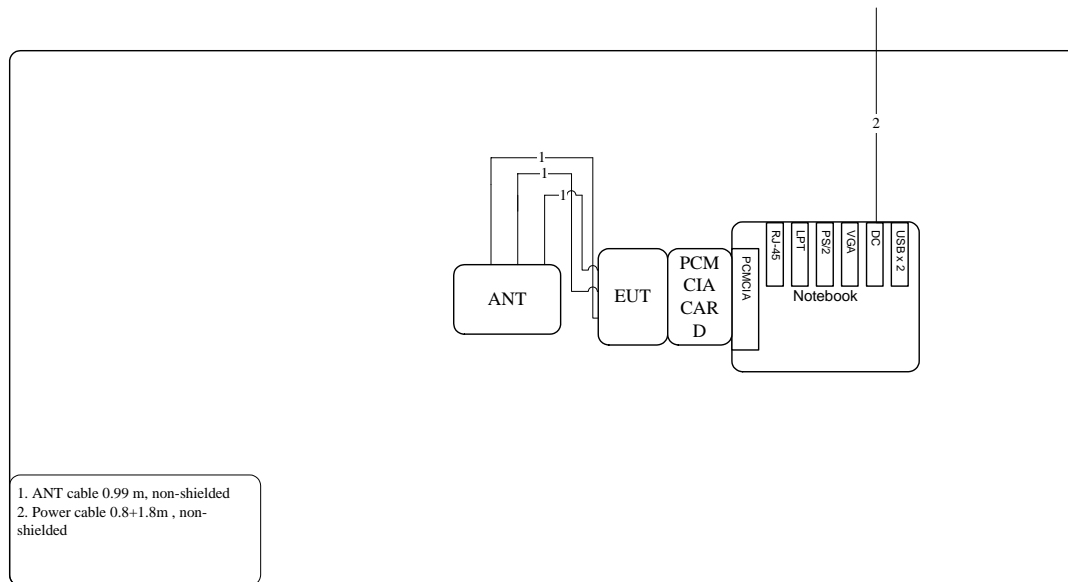 2
1
1
1
RJ-45
LPT
PS/2
VGA
DC
USB x 2
PCMCIA
Notebook
ANT
EUT
PCM
CIA
CAR
D
1. ANT cable 0.99 m, non-shielded
2. Power cable 0.8+1.8m , non-
shielded